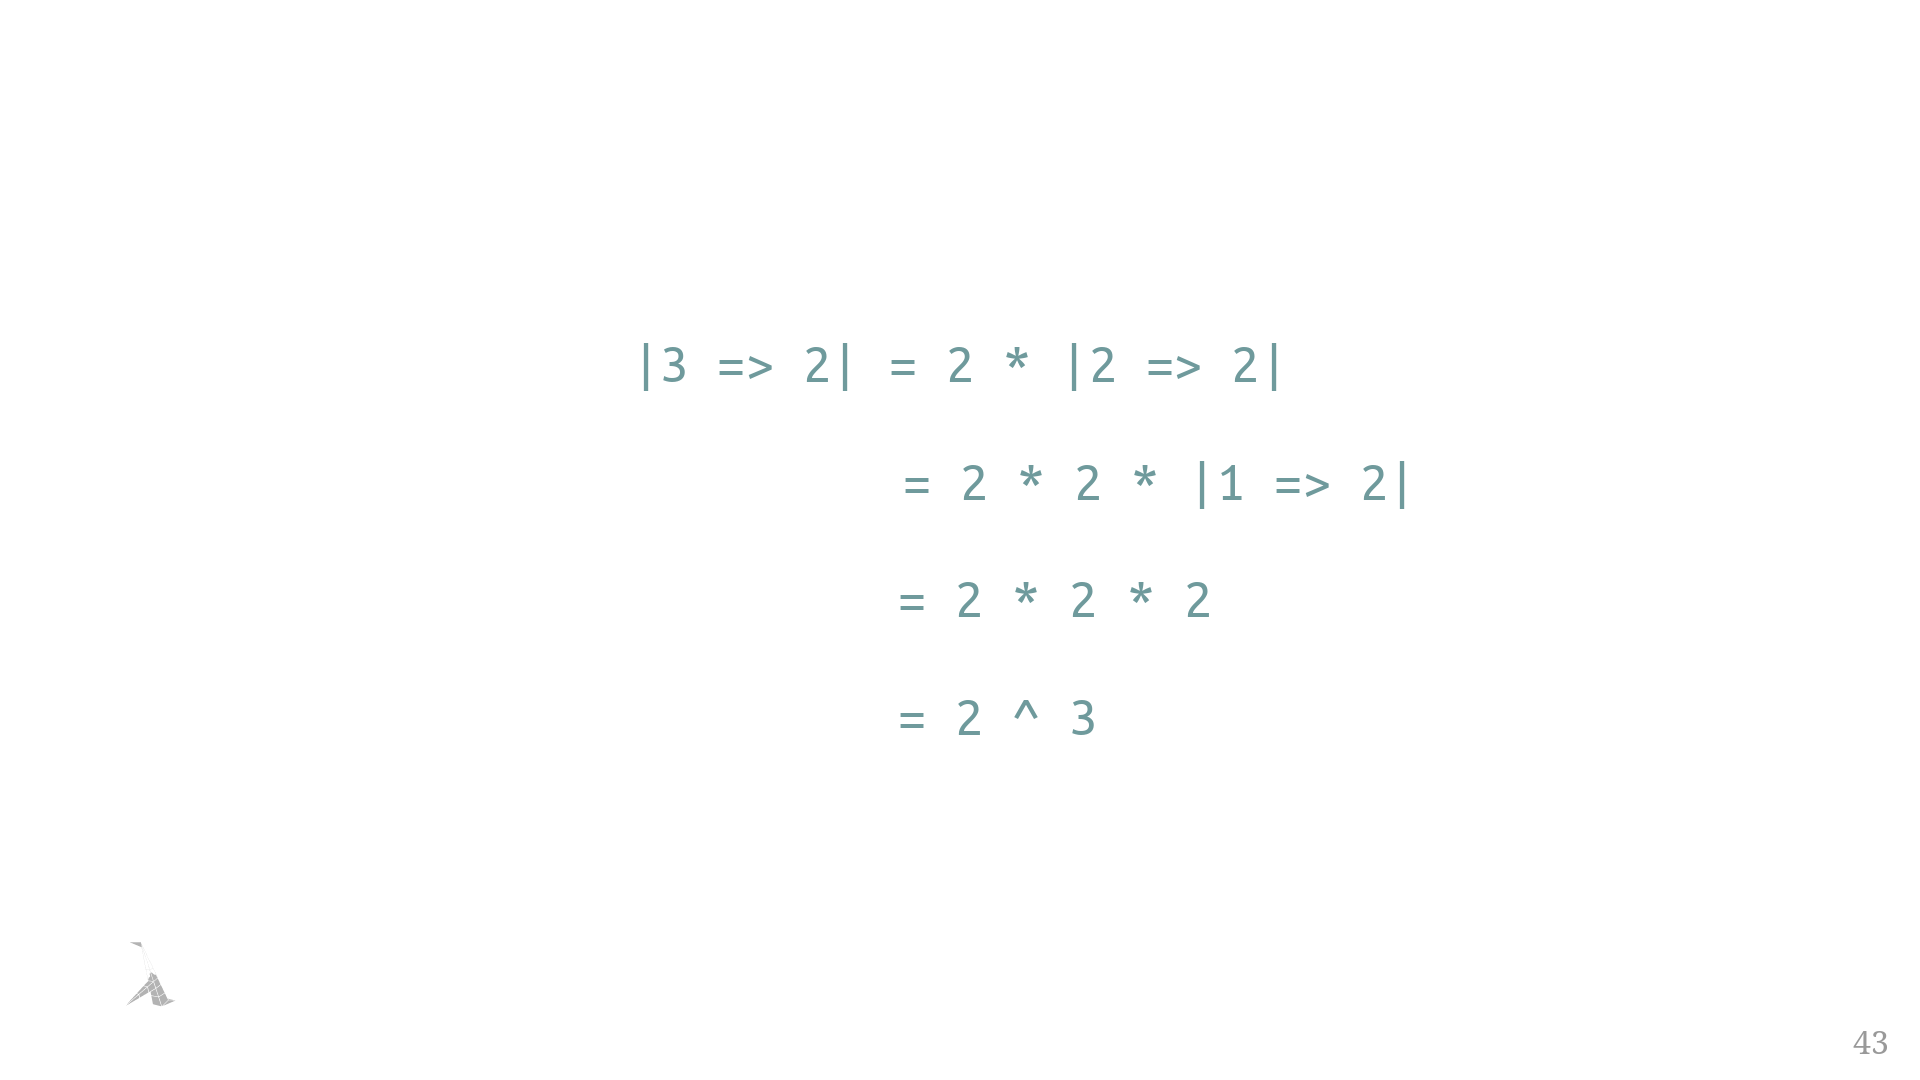 |3 => 2| = 2 * |2 => 2|
= 2 * 2 * |1 => 2|
= 2 * 2 * 2
= 2 ^ 3
43